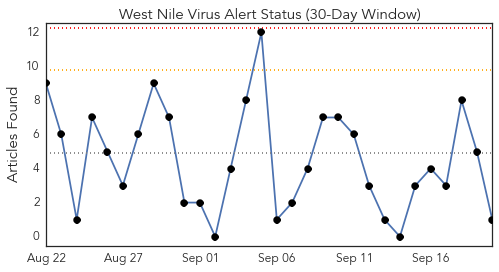 West Nile Virus Alert Status (30-Day Window)
Articles Found
12
10
8
6
4
2
0
Aug 22 Aug 27 Sep 01 Sep 06 Sep 11 Sep 16